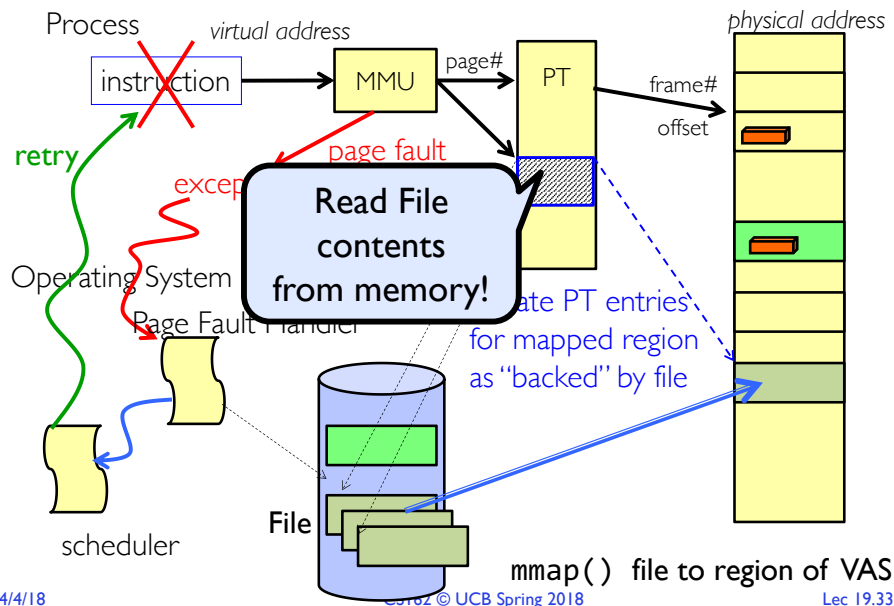 Process
virtual address
physical address
instruction
MMU
page#
PT
frame#
offset
retry
page fault
excep
Read File
contents
from memory!
Operating System
Page Fault Handler
ate PT entries
for mapped region
as "backed" by file
File
scheduler
mmap() file to region of VAS
4/4/18
CS162 © UCB Spring 2018
Lec 19.33